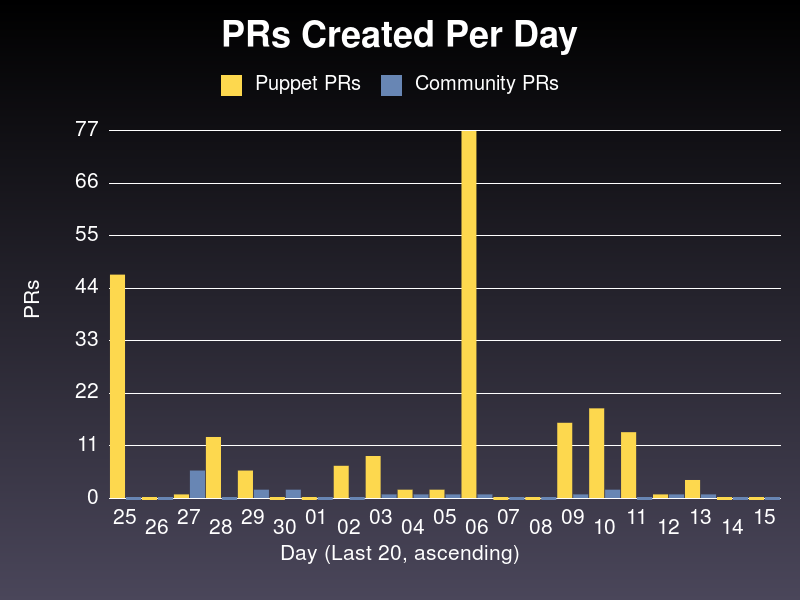 PRs Created Per Day
Puppet PRs Community PRs
77
66
55
44
33
22
11
0
PRs
25 26 27 28 29 30 01 02 03 04 05 06 07 08 09 10 11 12 13 14 15
Day (Last 20, ascending)